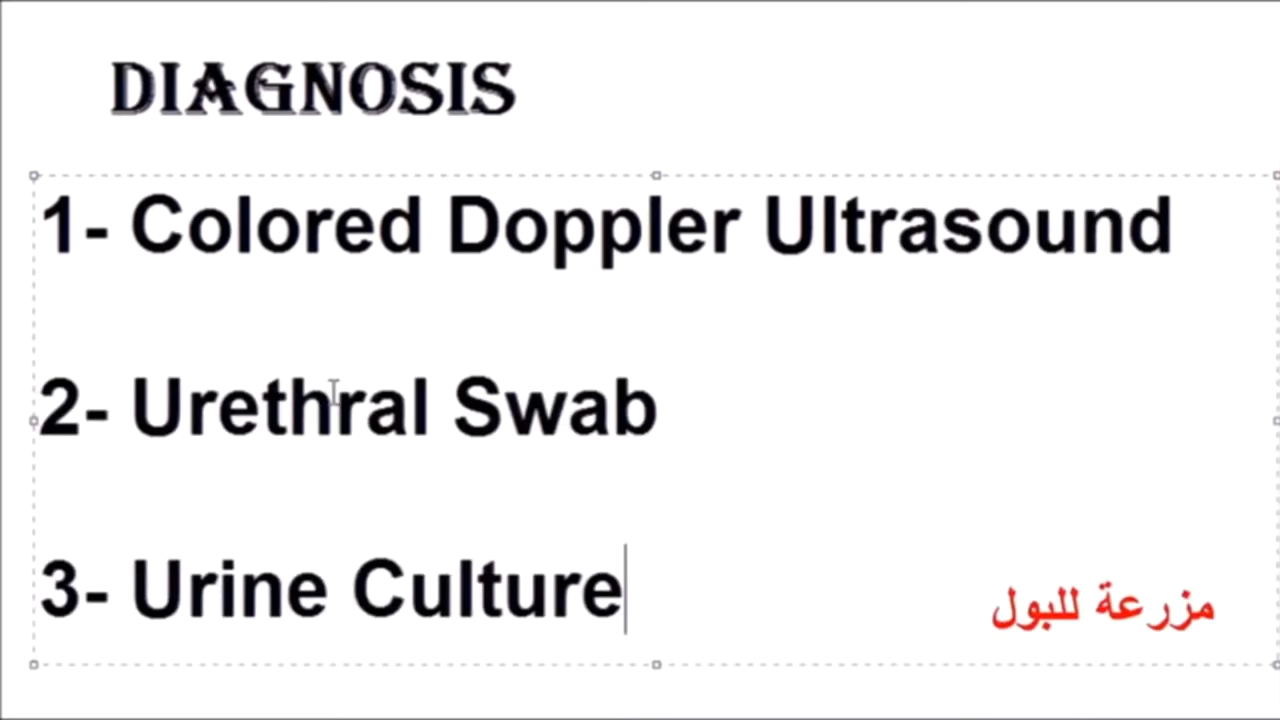 DIAGNOSIS
1- Colored Doppler Ultrasound
2- Urethral Swab
3- Urine Culture
مزرعة للبول